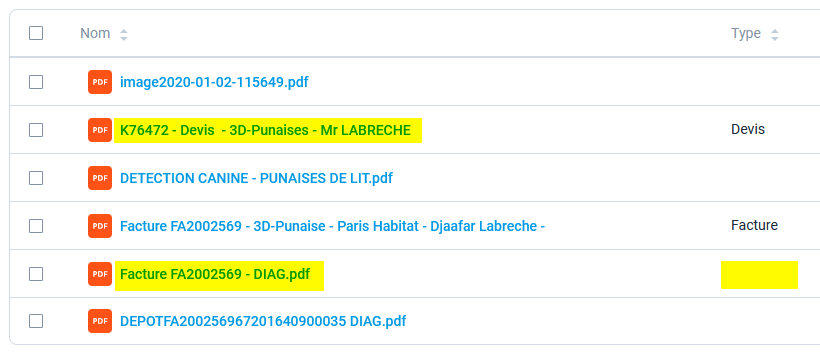 Nom Type
PDF image2020-01-02-115649.pdf
PDF K76472 - Devis - 3D-Punaises - Mr LABRECHE Devis
PDF DETECTION CANINE - PUNAISES DE LIT.pdf
PDF Facture FA2002569 - 3D-Punaise - Paris Habitat - Djaafar Labreche - Facture
PDF Facture FA2002569 - DIAG.pdf
PDF DEPOTFA200256967201640900035 DIAG.pdf